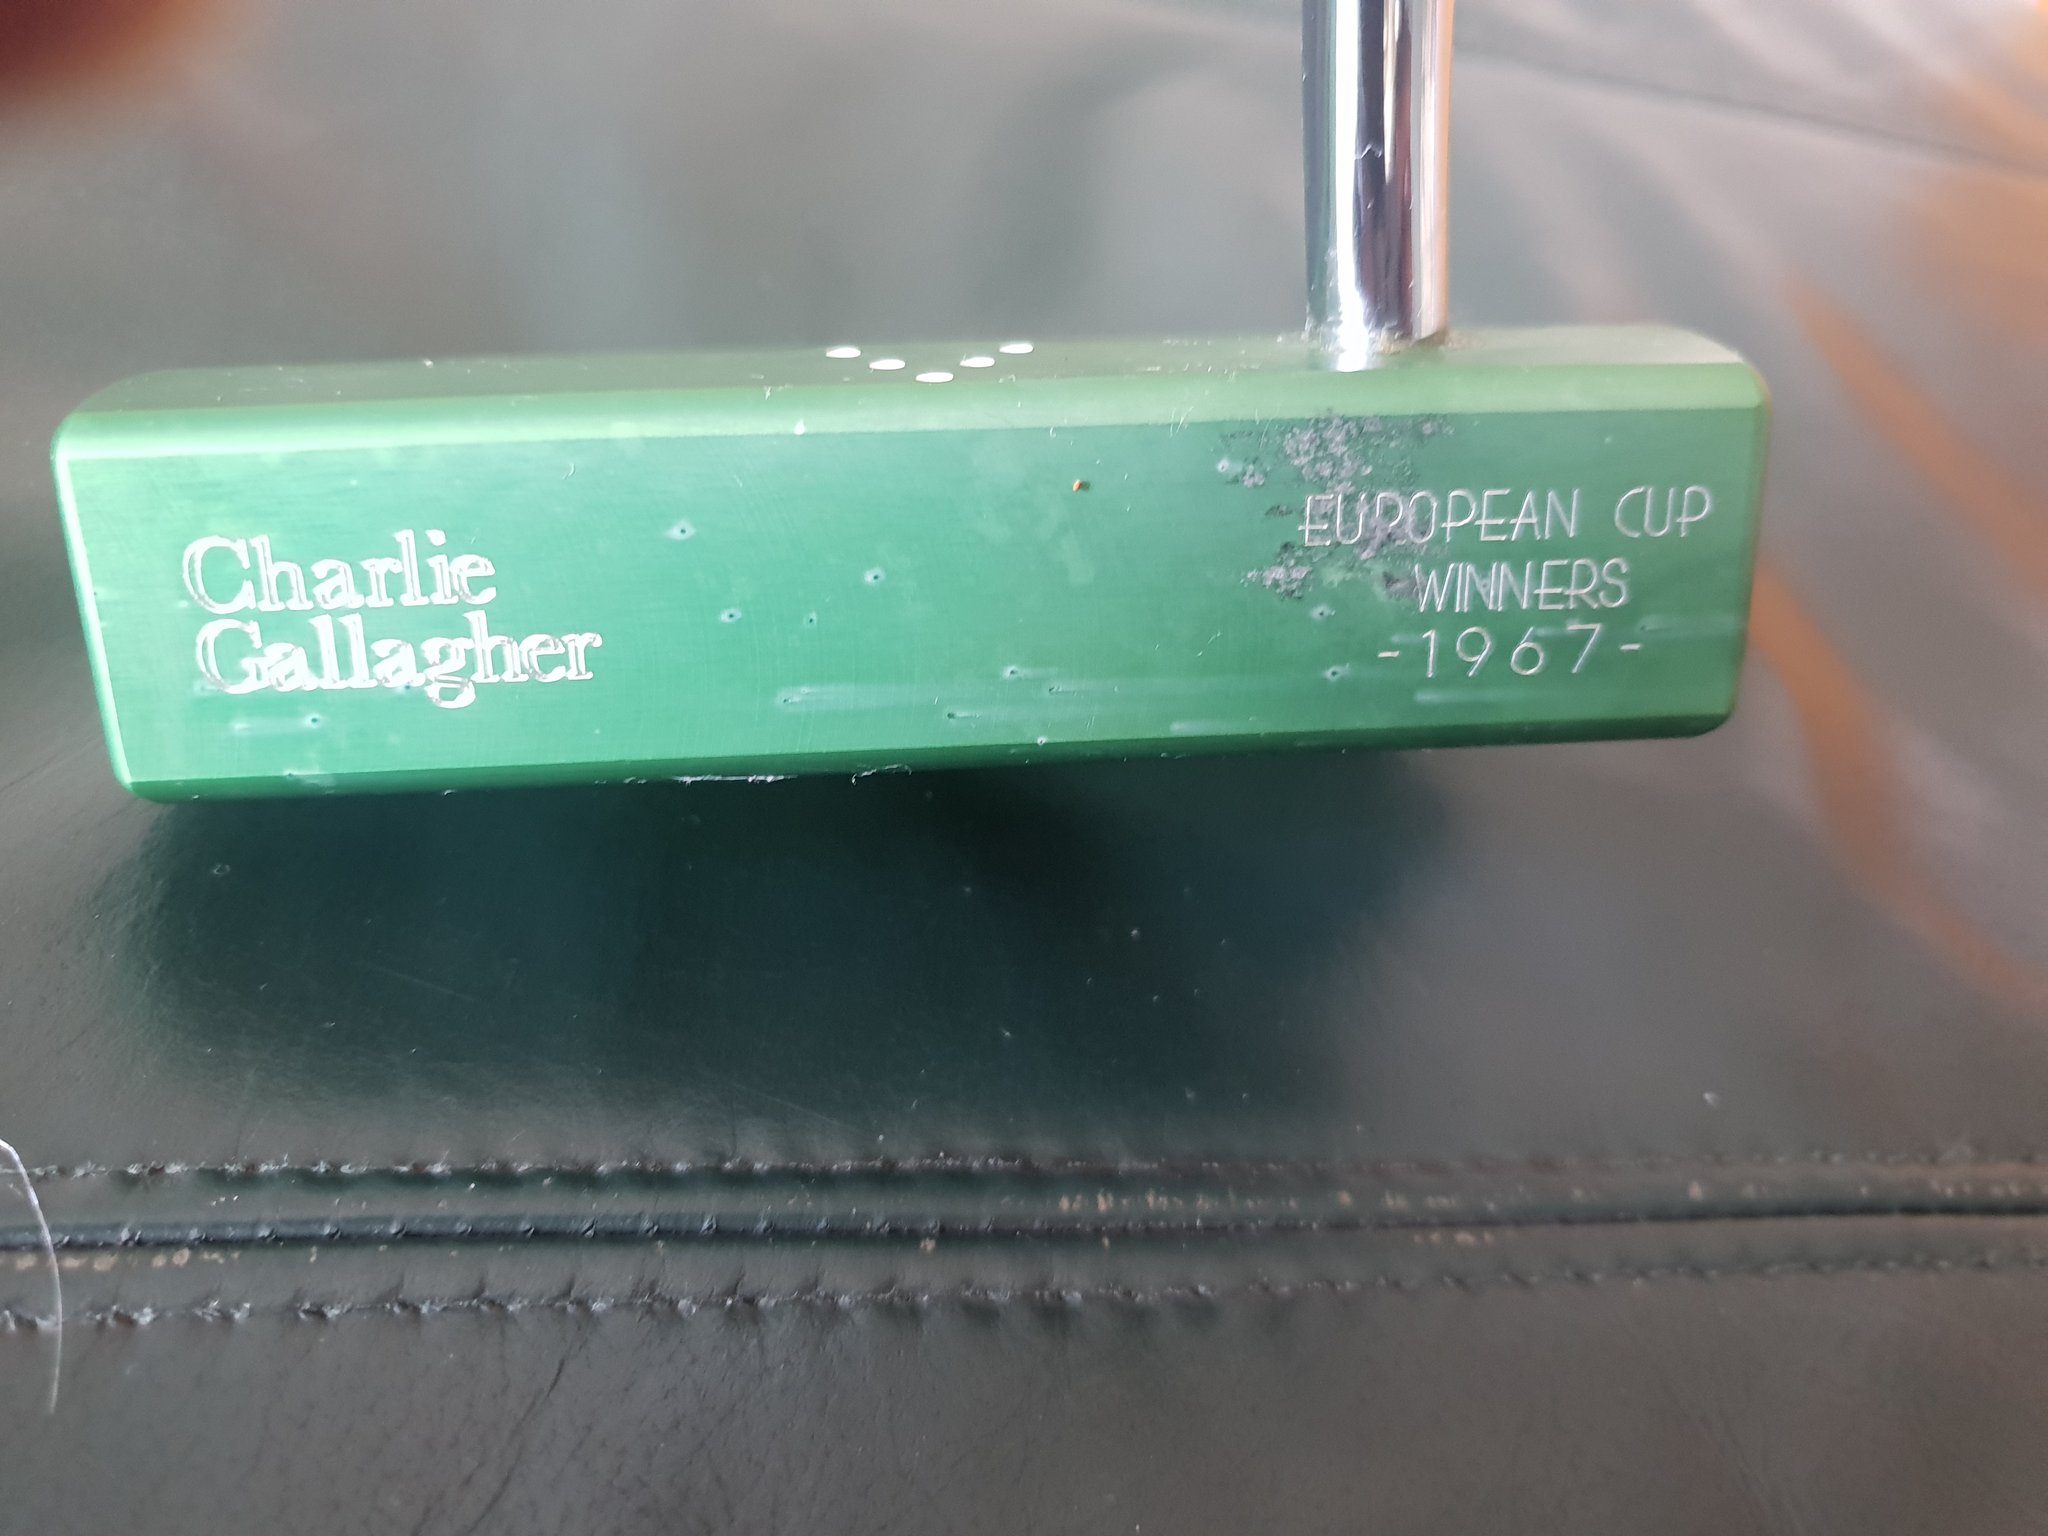 Charlie
Gallagher
EUROPEAN CUP
WINNERS
-1967-